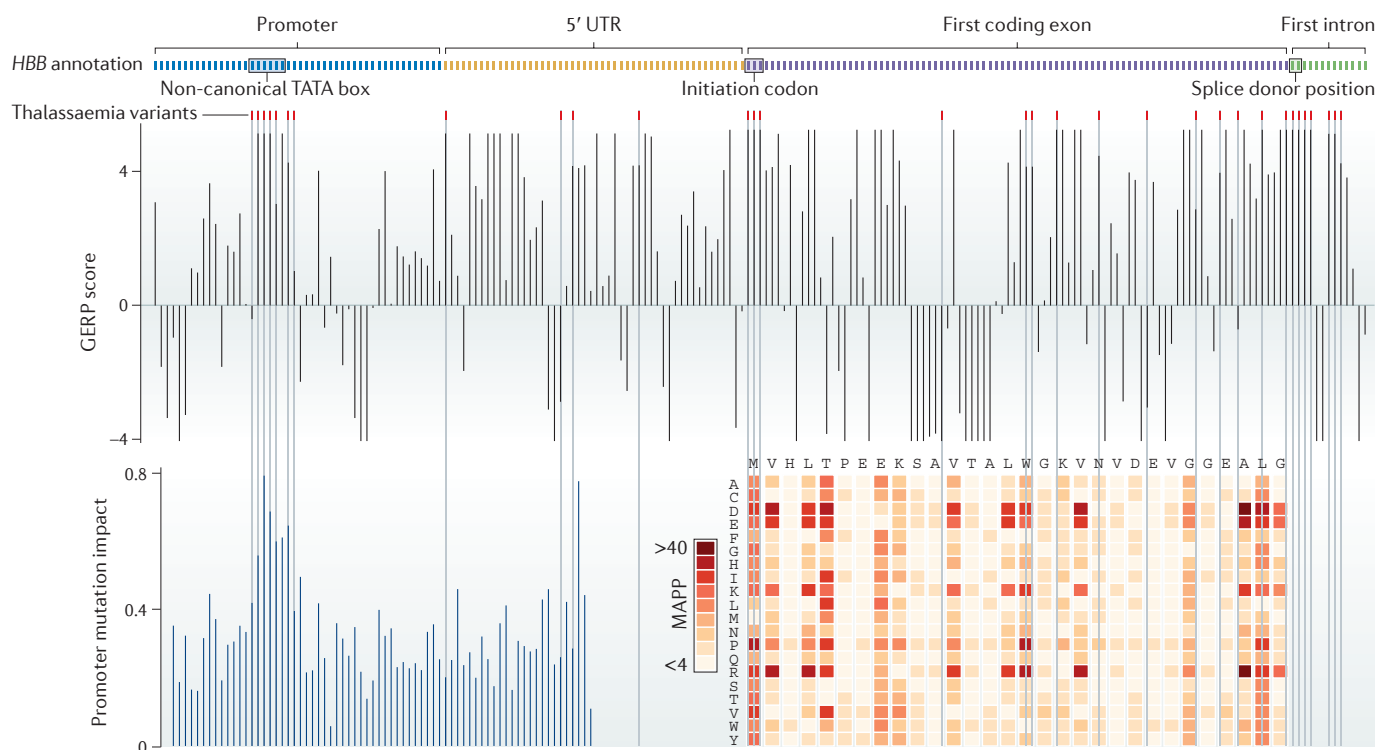 Promoter 5′ UTR First coding exon First intron
HBB annotation
Non-canonical TATA box Initiation codon Splice donor position
Thalassaemia variants
4
0
−4
GERP score
M V H L T P E E K S A V T A L W G K V N V D E V G G E A L G
0.8
0.4
0
Promoter mutation impact
>40
MAPP
<4
A
C
D
E
F
G
H
I
K
L
M
N
P
Q
R
S
T
V
W
Y